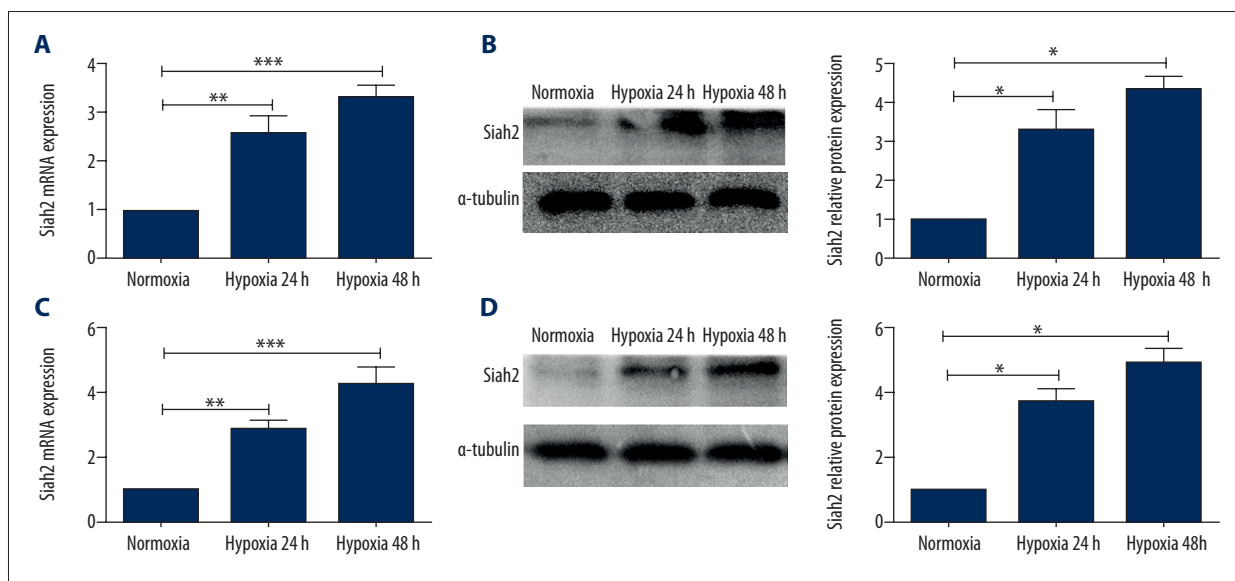 A
Siah2 mRNA expression
4
3
2
1
0
***
**
Normoxia
Hypoxia 24 h
Hypoxia 48 h
B
Normoxia
Hypoxia 24 h
Hypoxia 48 h
Siah2
α-tubulin
Siah2 relative protein expression
5
4
3
2
1
0
*
*
Normoxia
Hypoxia 24 h
Hypoxia 48 h
C
Siah2 mRNA expression
6
4
2
0
***
**
Normoxia
Hypoxia 24 h
Hypoxia 48 h
D
Normoxia
Hypoxia 24 h
Hypoxia 48 h
Siah2
α-tubulin
Siah2 relative protein expression
6
4
2
0
*
*
Normoxia
Hypoxia 24 h
Hypoxia 48h